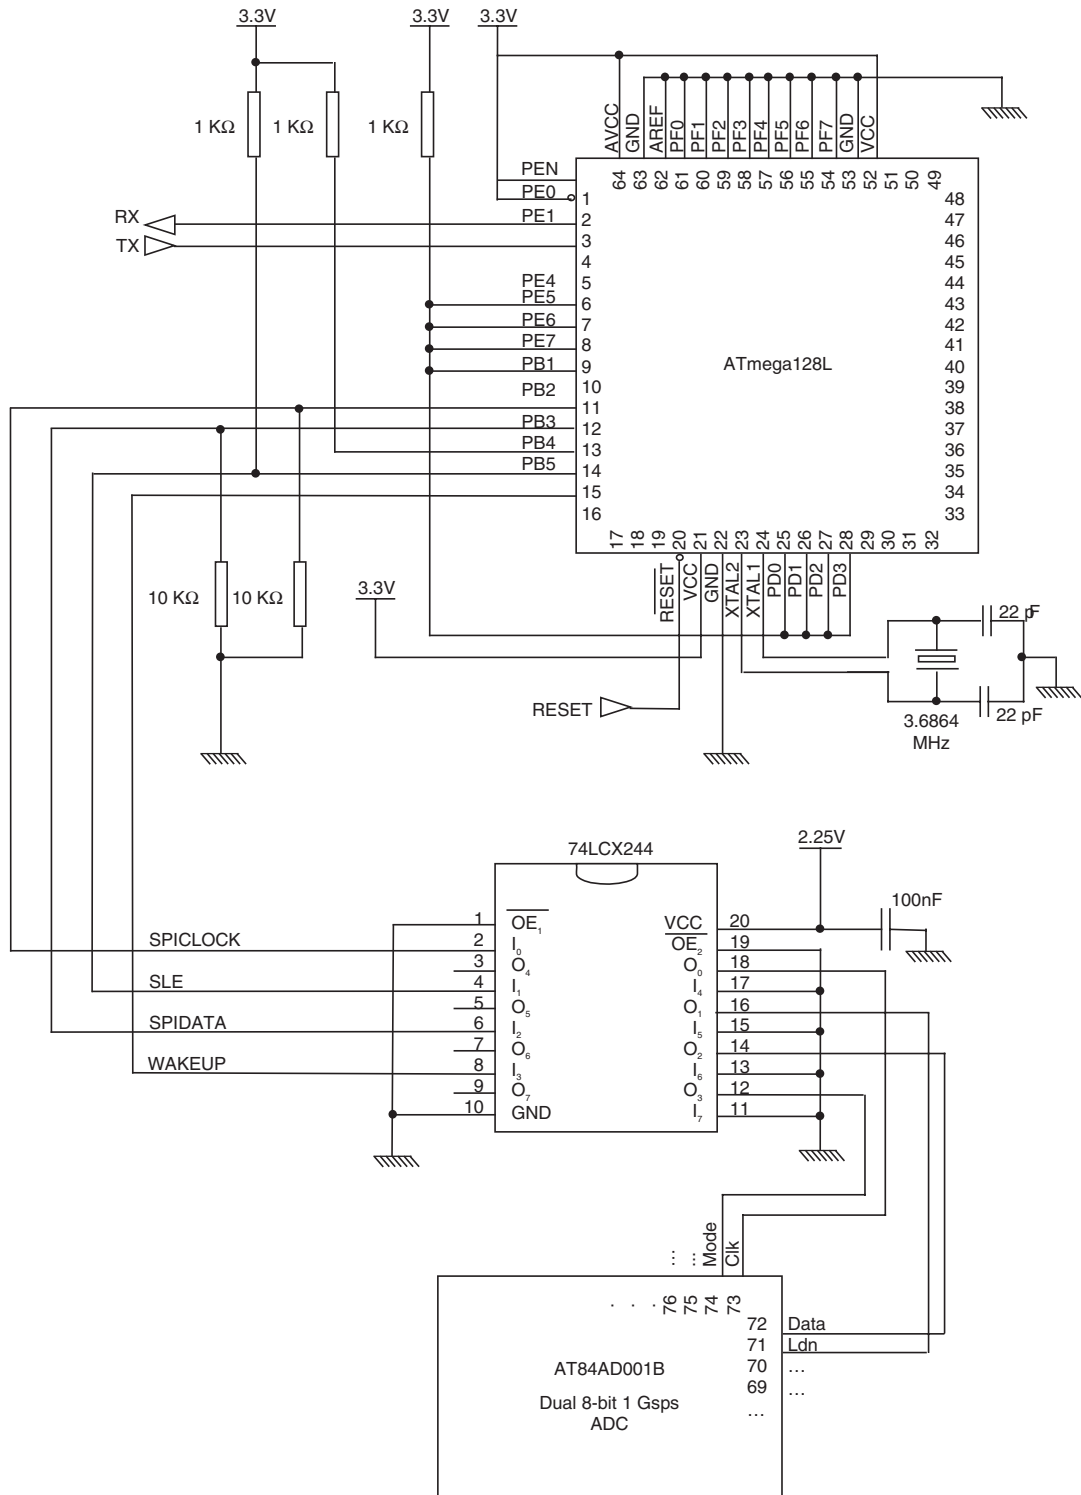 3.3V
3.3V
3.3V
1 KΩ
1 KΩ
1 KΩ
AVCC
GND
AREF
PF0
PF1
PF2
PF3
PF4
PF5
PF6
PF7
GND
VCC
64
63
62
61
60
59
58
57
56
55
54
53
52
51
50
49
PEN
PE0
PE1
RX
TX
PE4
PE5
PE6
PE7
PB1
PB2
PB3
PB4
PB5
1
2
3
4
5
6
7
8
9
10
11
12
13
14
15
16
ATmega128L
48
47
46
45
44
43
42
41
40
39
38
37
36
35
34
33
17
18
19
20
21
22
23
24
25
26
27
28
29
30
31
32
RESET
VCC
GND
XTAL2
XTAL1
PD0
PD1
PD2
PD3
10 KΩ
10 KΩ
3.3V
RESET
22 pF
22 pF
3.6864
MHz
74LCX244
2.25V
100nF
SPICLOCK
SLE
SPIDATA
WAKEUP
1
2
3
4
5
6
7
8
9
10
OE1
I0
O4
I1
O5
I2
O6
I3
O7
GND
VCC
OE2
O0
I4
O1
I5
O2
I6
O3
I7
20
19
18
17
16
15
14
13
12
11
...
...
Mode
Clk
. . .
76
75
74
73
72
71
70
69
...
Data
Ldn
...
...
AT84AD001B
Dual 8-bit 1 Gsps
ADC